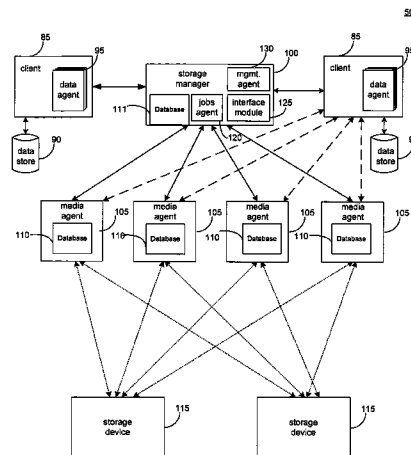 85
95
client
data
agent
data
store
90
130
100
storage
manager
mgmt.
agent
111
Database
jobs
agent
interface
module
125
120
85
client
data
agent
data
store
media
agent
105
110
Database
media
agent
105
110
Database
media
agent
105
110
Database
media
agent
105
110
Database
storage
device
115
storage
device
115